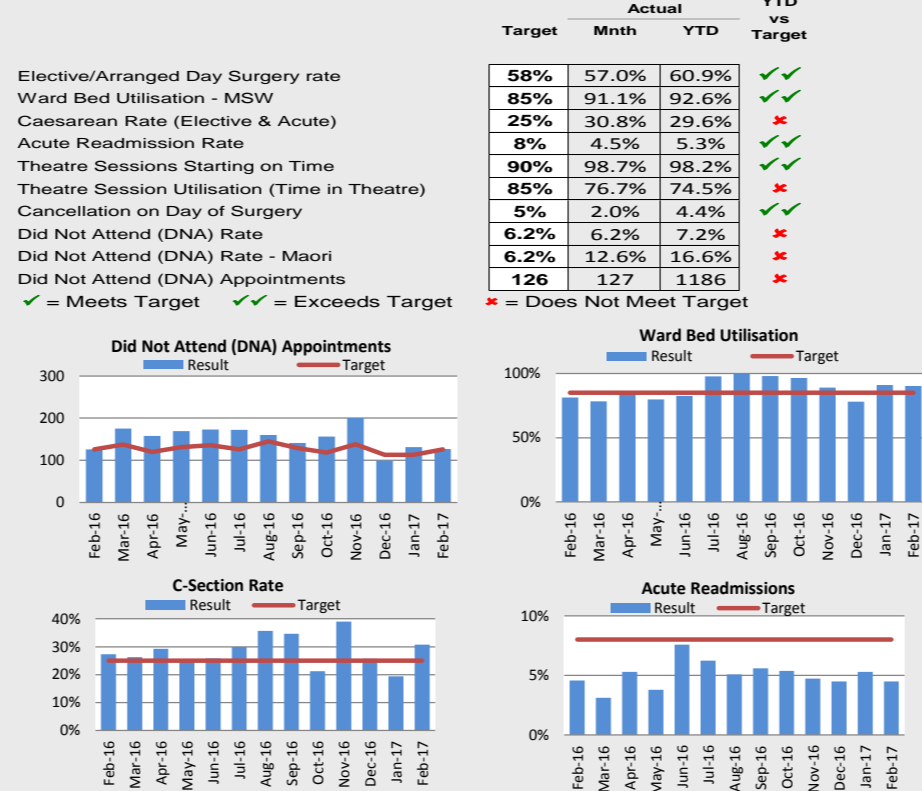 Actual
YTD vs Target
Target Mnth YTD
Elective/Arranged Day Surgery rate 58% 57.0% 60.9% ✓✓
Ward Bed Utilisation - MSW 85% 91.1% 92.6% ✓✓
Caesarean Rate (Elective & Acute) 25% 30.8% 29.6% ✖
Acute Readmission Rate 8% 4.5% 5.3% ✓✓
Theatre Sessions Starting on Time 90% 98.7% 98.2% ✓✓
Theatre Session Utilisation (Time in Theatre) 85% 76.7% 74.5% ✖
Cancellation on Day of Surgery 5% 2.0% 4.4% ✓✓
Did Not Attend (DNA) Rate 6.2% 6.2% 7.2% ✖
Did Not Attend (DNA) Rate - Maori 6.2% 12.6% 16.6% ✖
Did Not Attend (DNA) Appointments 126 127 1186 ✖
✓ = Meets Target ✓✓ = Exceeds Target ✖ = Does Not Meet Target
Did Not Attend (DNA) Appointments
Result Target
300
200
100
0
Feb-16 Mar-16 Apr-16 May-... Jun-16 Jul-16 Aug-16 Sep-16 Oct-16 Nov-16 Dec-16 Jan-17 Feb-17
Ward Bed Utilisation
Result Target
100%
50%
0%
Feb-16 Mar-16 Apr-16 May-... Jun-16 Jul-16 Aug-16 Sep-16 Oct-16 Nov-16 Dec-16 Jan-17 Feb-17
C-Section Rate
Result Target
40%
30%
20%
10%
0%
Feb-16 Mar-16 Apr-16 May-16 Jun-16 Jul-16 Aug-16 Sep-16 Oct-16 Nov-16 Dec-16 Jan-17 Feb-17
Acute Readmissions
Result Target
10%
5%
0%
Feb-16 Mar-16 Apr-16 May-16 Jun-16 Jul-16 Aug-16 Sep-16 Oct-16 Nov-16 Dec-16 Jan-17 Feb-17